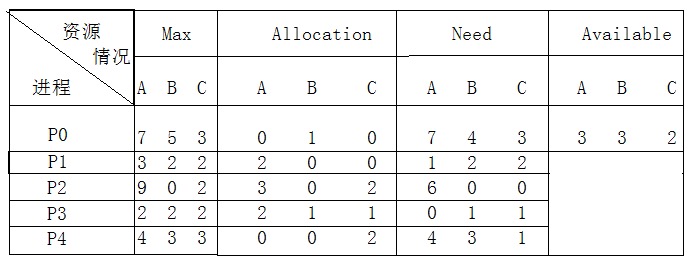 资源
情况
进程
Max Allocation Need Available
A B C A B C A B C A B C
P0 7 5 3 0 1 0 7 4 3 3 3 2
P1 3 2 2 2 0 0 1 2 2
P2 9 0 2 3 0 2 6 0 0
P3 2 2 2 2 1 1 0 1 1
P4 4 3 3 0 0 2 4 3 1